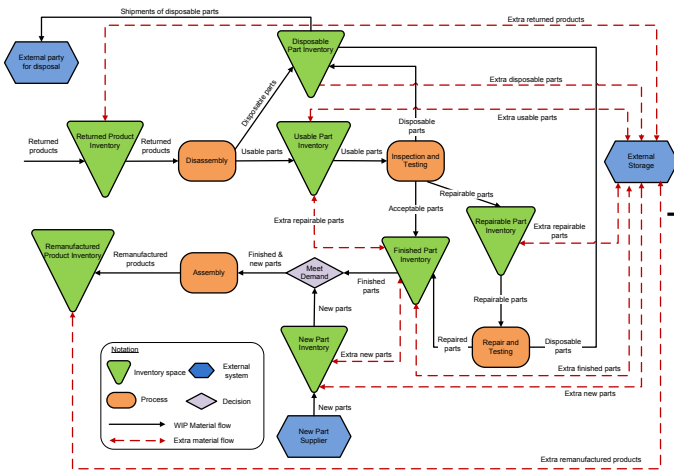 Shipments of disposable parts
Extra returned products
External party
for disposal
Disposable
Part Inventory
Extra disposable parts
Disposable parts
Extra usable parts
Disposable
parts
Returned
products
Returned Product
Inventory
Returned
products
Disassembly
Usable parts
Usable Part
Inventory
Usable parts
Inspection and
Testing
External
Storage
Repairable parts
Acceptable parts
Extra repairable parts
Repairable Part
Inventory
Extra repairable
parts
Remanufactured
Product Inventory
Remanufactured
products
Assembly
Finished &
new parts
Meet
Demand
Finished
parts
Finished Part
Inventory
Repairable parts
New parts
New Part
Inventory
Extra new parts
Repaired
parts
Repair and
Testing
Disposable
parts
Extra finished parts
Extra new parts
New parts
New Part
Supplier
Notation
Inventory space
External
system
Process
Decision
WIP Material flow
Extra material flow
Extra remanufactured products